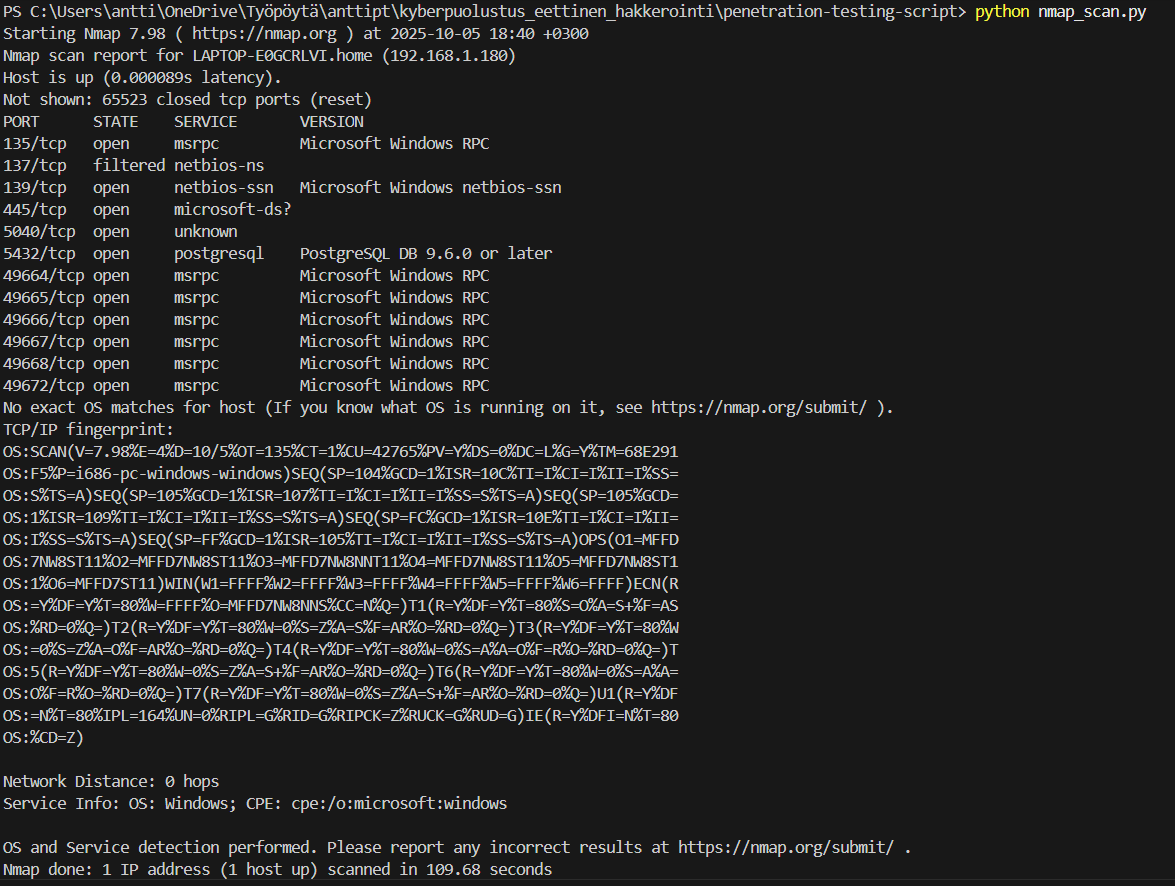 PS C:\Users\antti\OneDrive\Työpöytä\anttipt\kyberpuolustus_eettinen_hakkerointi\penetration-testing-script> python nmap_scan.py
Starting Nmap 7.98 ( https://nmap.org ) at 2025-10-05 18:40 +0300
Nmap scan report for LAPTOP-E0GCRLVI.home (192.168.1.180)
Host is up (0.000089s latency).
Not shown: 65523 closed tcp ports (reset)
PORT      STATE    SERVICE       VERSION
135/tcp   open     msrpc         Microsoft Windows RPC
137/tcp   filtered netbios-ns
139/tcp   open     netbios-ssn   Microsoft Windows netbios-ssn
445/tcp   open     microsoft-ds?
5040/tcp  open     unknown
5432/tcp  open     postgresql    PostgreSQL DB 9.6.0 or later
49664/tcp open     msrpc         Microsoft Windows RPC
49665/tcp open     msrpc         Microsoft Windows RPC
49666/tcp open     msrpc         Microsoft Windows RPC
49667/tcp open     msrpc         Microsoft Windows RPC
49668/tcp open     msrpc         Microsoft Windows RPC
49672/tcp open     msrpc         Microsoft Windows RPC
No exact OS matches for host (If you know what OS is running on it, see https://nmap.org/submit/ ).
TCP/IP fingerprint:
OS:SCAN(V=7.98%E=4%D=10/5%OT=135%CT=1%CU=42765%PV=Y%DS=0%DC=L%G=Y%TM=68E291
OS:F5%P=i686-pc-windows-windows)SEQ(SP=104%GCD=1%ISR=10C%TI=I%CI=I%II=I%SS=
OS:S%TS=A)SEQ(SP=105%GCD=1%ISR=107%TI=I%CI=I%II=I%SS=S%TS=A)SEQ(SP=105%GCD=
OS:1%ISR=109%TI=I%CI=I%II=I%SS=S%TS=A)SEQ(SP=FC%GCD=1%ISR=10E%TI=I%CI=I%II=
OS:I%SS=S%TS=A)SEQ(SP=FF%GCD=1%ISR=105%TI=I%CI=I%II=I%SS=S%TS=A)OPS(O1=MFFD
OS:7NW8ST11%O2=MFFD7NW8ST11%O3=MFFD7NW8NNT11%O4=MFFD7NW8ST11%O5=MFFD7NW8ST1
OS:1%O6=MFFD7ST11)WIN(W1=FFFF%W2=FFFF%W3=FFFF%W4=FFFF%W5=FFFF%W6=FFFF)ECN(R
OS:=Y%DF=Y%T=80%W=FFFF%O=MFFD7NW8NNS%CC=N%Q=)T1(R=Y%DF=Y%T=80%S=O%A=S+%F=AS
OS:%RD=0%Q=)T2(R=Y%DF=Y%T=80%W=0%S=Z%A=S%F=AR%O=%RD=0%Q=)T3(R=Y%DF=Y%T=80%W
OS:=0%S=Z%A=O%F=AR%O=%RD=0%Q=)T4(R=Y%DF=Y%T=80%W=0%S=A%A=O%F=R%O=%RD=0%Q=)T
OS:5(R=Y%DF=Y%T=80%W=0%S=Z%A=S+%F=AR%O=%RD=0%Q=)T6(R=Y%DF=Y%T=80%W=0%S=A%A=
OS:O%F=R%O=%RD=0%Q=)T7(R=Y%DF=Y%T=80%W=0%S=Z%A=S+%F=AR%O=%RD=0%Q=)U1(R=Y%DF
OS:=N%T=80%IPL=164%UN=0%RIPL=G%RID=G%RIPCK=Z%RUCK=G%RUD=G)IE(R=Y%DFI=N%T=80
OS:%CD=Z)
Network Distance: 0 hops
Service Info: OS: Windows; CPE: cpe:/o:microsoft:windows
OS and Service detection performed. Please report any incorrect results at https://nmap.org/submit/ .
Nmap done: 1 IP address (1 host up) scanned in 109.68 seconds